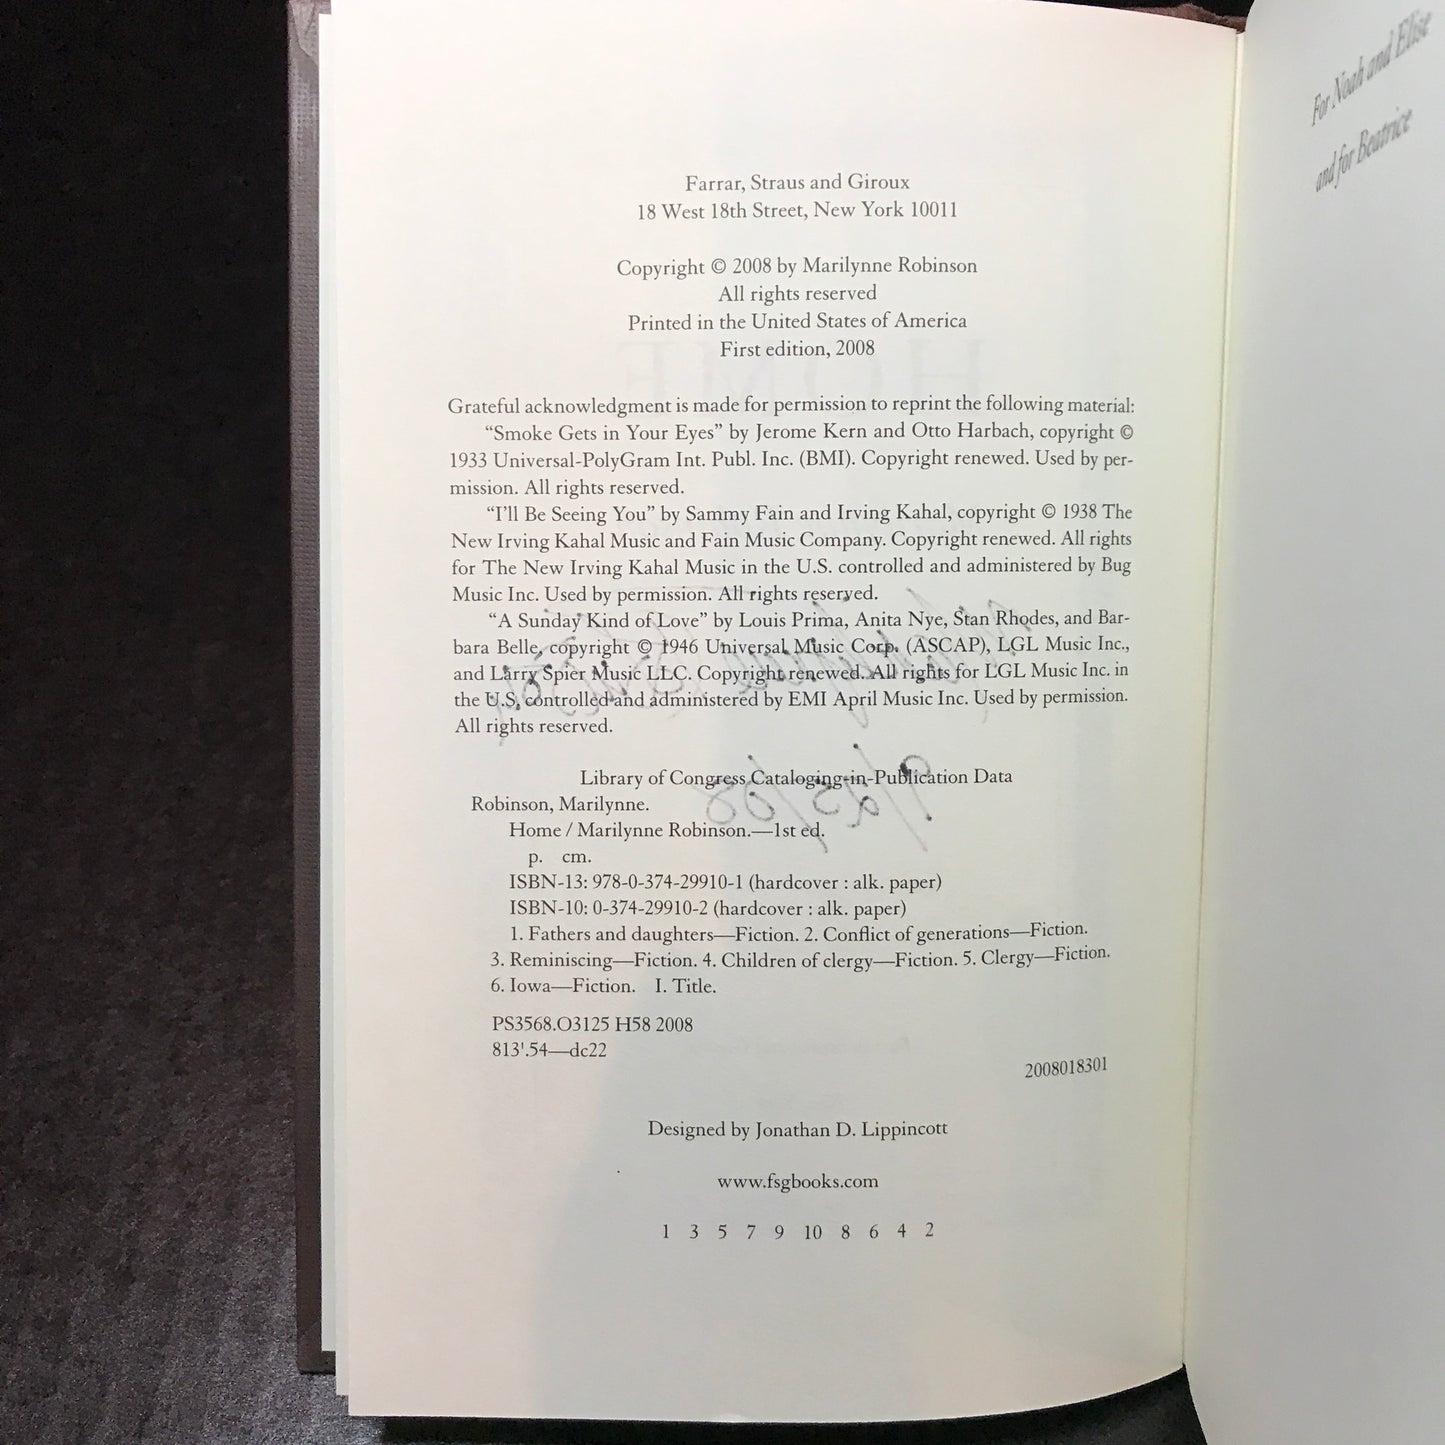 Farrar, Straus and Giroux
18 West 18th Street, New York 10011
Copyright © 2008 by Marilynne Robinson
All rights reserved
Printed in the United States of America
First edition, 2008
Grateful acknowledgment is made for permission to reprint the following material:
“Smoke Gets in Your Eyes” by Jerome Kern and Otto Harbach, copyright ©
1933 Universal-PolyGram Int. Publ. Inc. (BMI). Copyright renewed. Used by per-
mission. All rights reserved.
“I’ll Be Seeing You” by Sammy Fain and Irving Kahal, copyright © 1938 The
New Irving Kahal Music and Fain Music Company. Copyright renewed. All rights
for The New Irving Kahal Music in the U.S. controlled and administered by Bug
Music Inc. Used by permission. All rights reserved.
“A Sunday Kind of Love” by Louis Prima, Anita Nye, Stan Rhodes, and Bar-
bara Belle, copyright © 1946 Universal Music Corp. (ASCAP), LGL Music Inc.,
and Larry Spier Music LLC. Copyright renewed. All rights for LGL Music Inc. in
the U.S. controlled and administered by EMI April Music Inc. Used by permission.
All rights reserved.
Library of Congress Cataloging-in-Publication Data
Robinson, Marilynne.
Home / Marilynne Robinson.—1st ed.
p. cm.
ISBN-13: 978-0-374-29910-1 (hardcover : alk. paper)
ISBN-10: 0-374-29910-2 (hardcover : alk. paper)
1. Fathers and daughters—Fiction. 2. Conflict of generations—Fiction.
3. Reminiscing—Fiction. 4. Children of clergy—Fiction. 5. Clergy—Fiction.
6. Iowa—Fiction. I. Title.
PS3568.O3125 H58 2008
813'.54—dc22
2008018301
Designed by Jonathan D. Lippincott
www.fsgbooks.com
1 3 5 7 9 10 8 6 4 2
For Noah and Elise
and for Beatrice
Marilynne Robinson
9/25/08
HOME